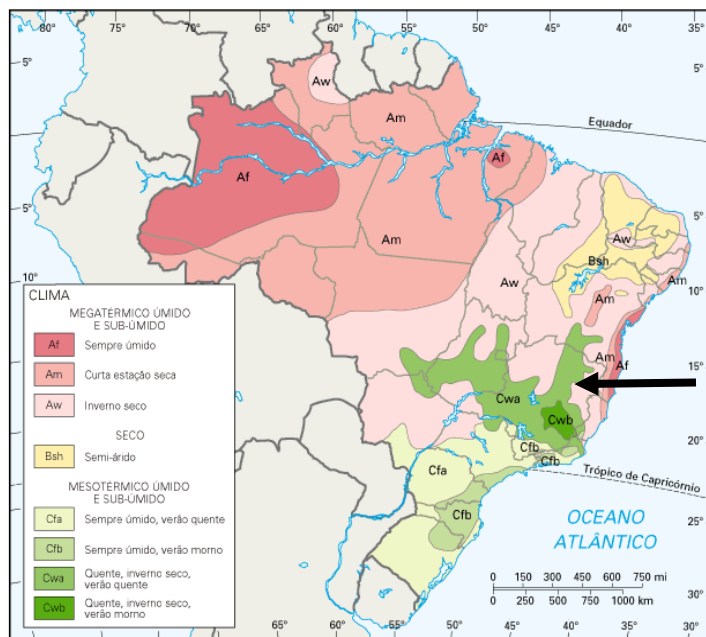 80° 75° 70° 65° 60° 55° 50° 45° 40° 35°
5°
5°
Aw
Am
Equador
Af
Af
5°
5°
Am
Aw
Bsh
Aw
Am
10°
10°
Am
Am
Af
15°
15°
Cwa
Cwb
20°
20°
Cfb
Cfb
Trópico de Capricórnio
Cfa
Cfb
25°
25°
OCEANO
ATLÂNTICO
0 150 300 450 600 750 mi
0 250 500 750 1000 km
30°
30°
65° 60° 55° 50° 45° 40° 35° 30°
CLIMA
MEGATÉRMICO ÚMIDO
E SUB-ÚMIDO
Af Sempre úmido
Am Curta estação seca
Aw Inverno seco
SECO
Bsh Semi-árido
MESOTÉRMICO ÚMIDO
E SUB-ÚMIDO
Cfa Sempre úmido, verão quente
Cfb Sempre úmido, verão morno
Cwa Quente, inverno seco,
verão quente
Cwb Quente, inverno seco,
verão morno